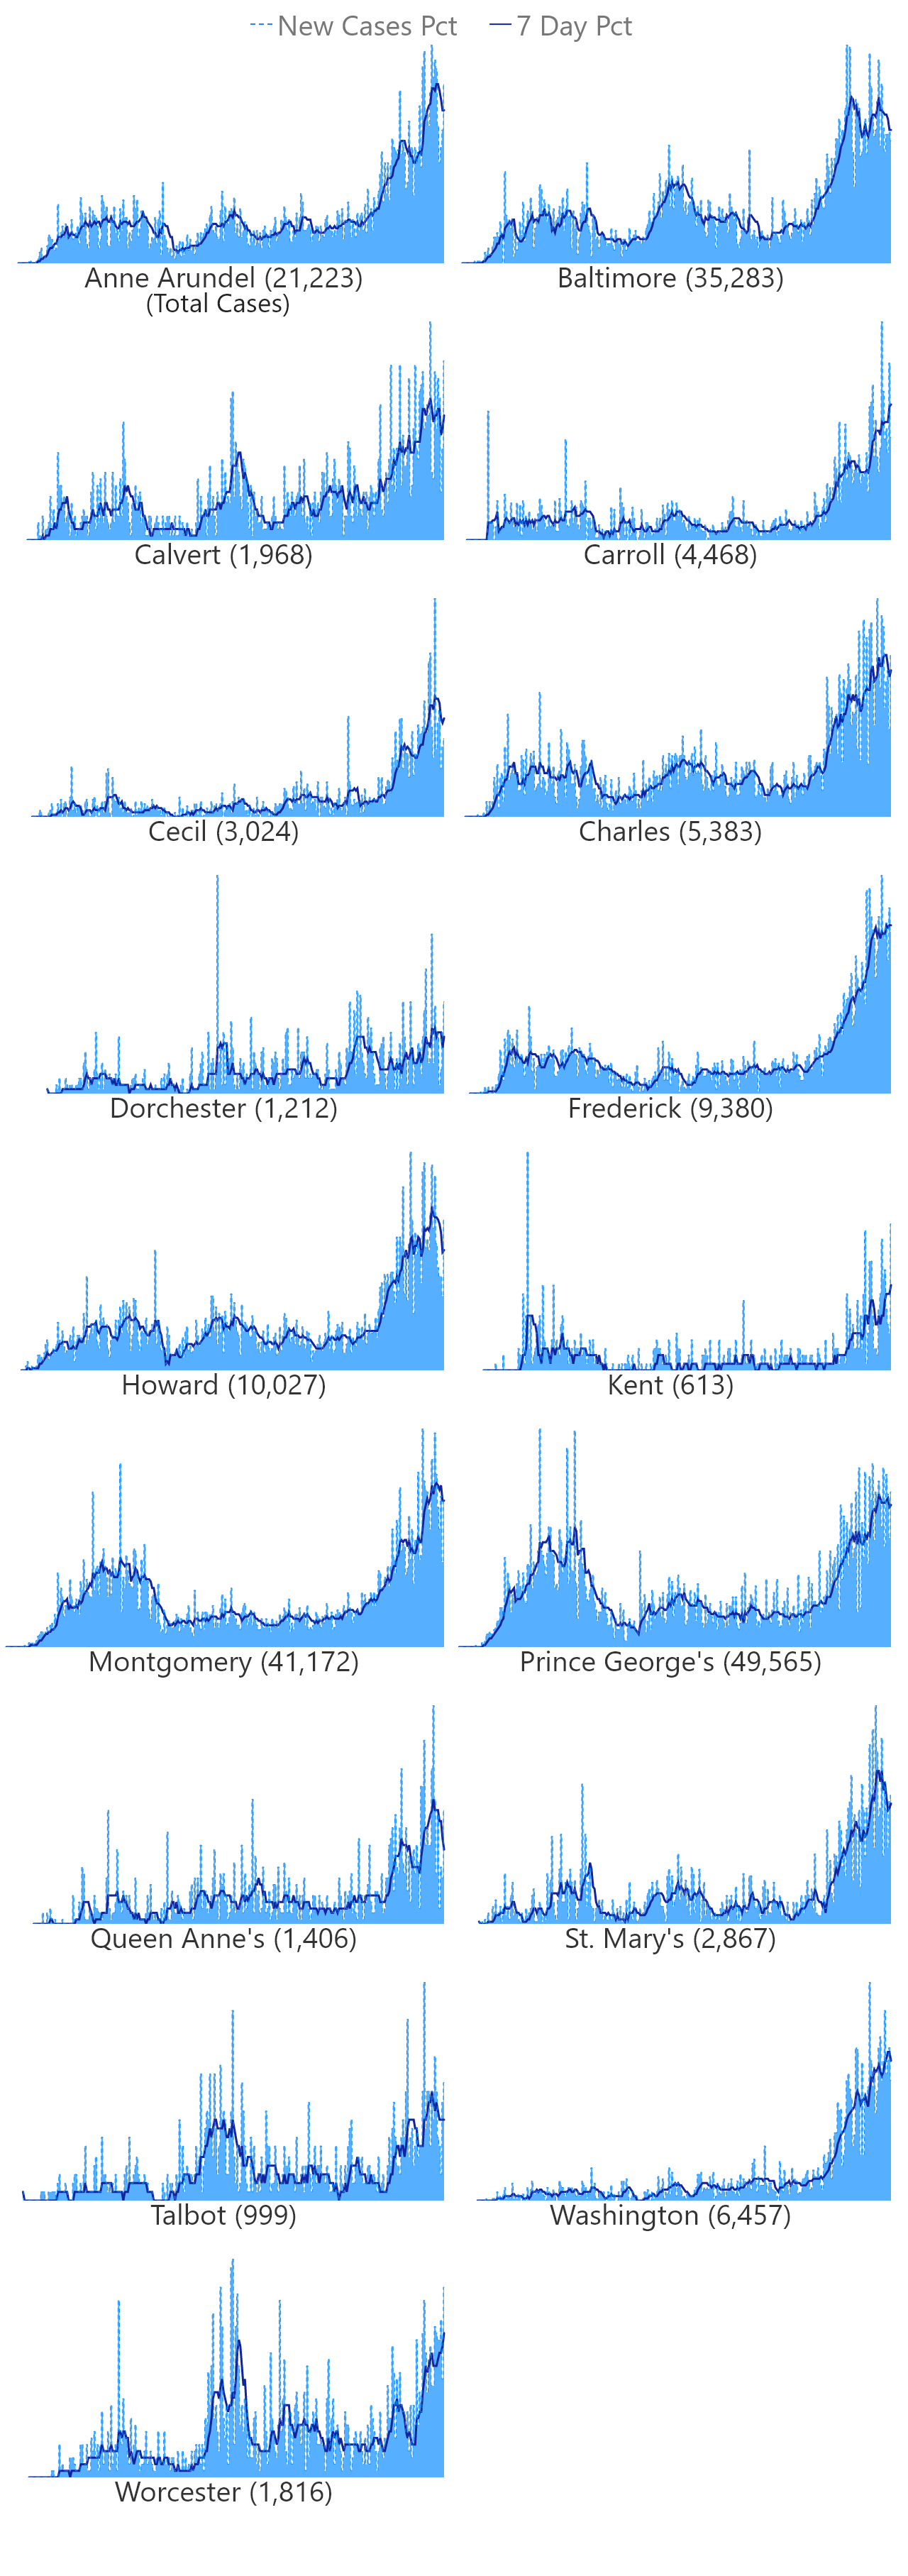 New Cases Pct 7 Day Pct
Anne Arundel (21,223) Baltimore (35,283)
(Total Cases)
Calvert (1,968) Carroll (4,468)
Cecil (3,024) Charles (5,383)
Dorchester (1,212) Frederick (9,380)
Howard (10,027) Kent (613)
Montgomery (41,172) Prince George's (49,565)
Queen Anne's (1,406) St. Mary's (2,867)
Talbot (999) Washington (6,457)
Worcester (1,816)